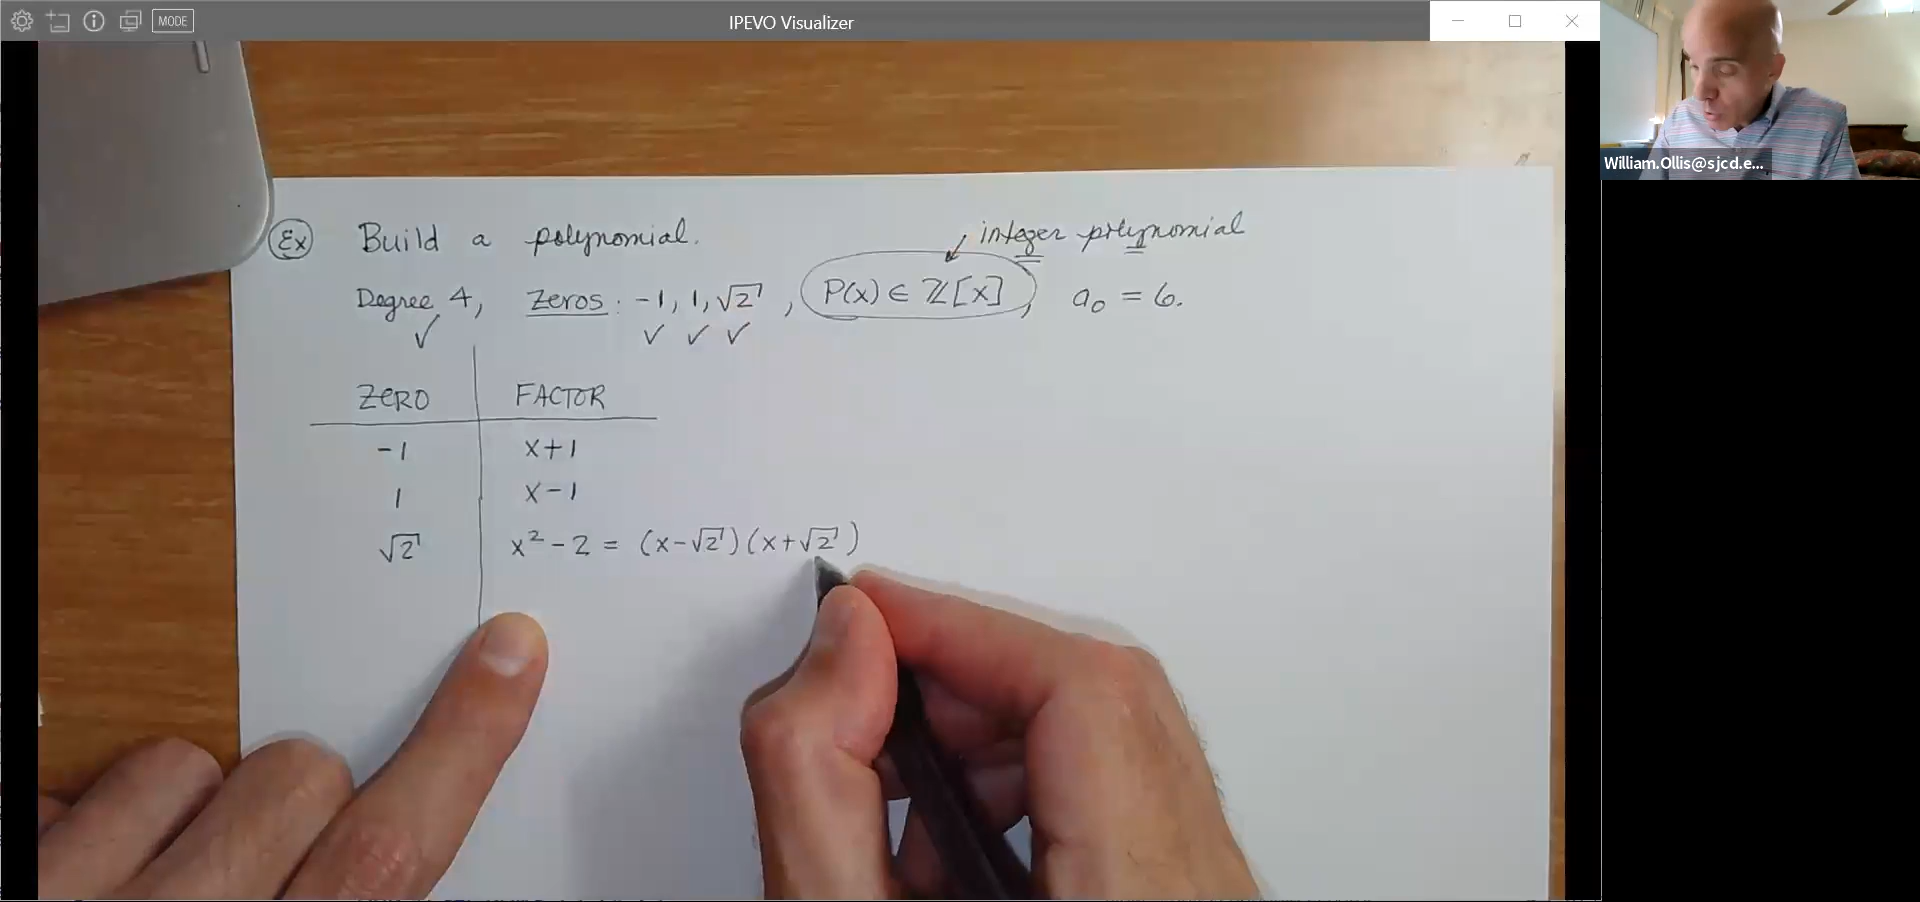 MODE
IPEVO Visualizer
William.Ollis@sjcd.e...
Ex Build a polynomial.
integer polynomial
Degree 4, Zeros: -1, 1, √2, P(x) ∈ ℤ[x], a₀ = 6.
✓ ✓ ✓ ✓
ZERO FACTOR
-1 x+1
1 x-1
√2 x²-2 = (x-√2)(x+√2)